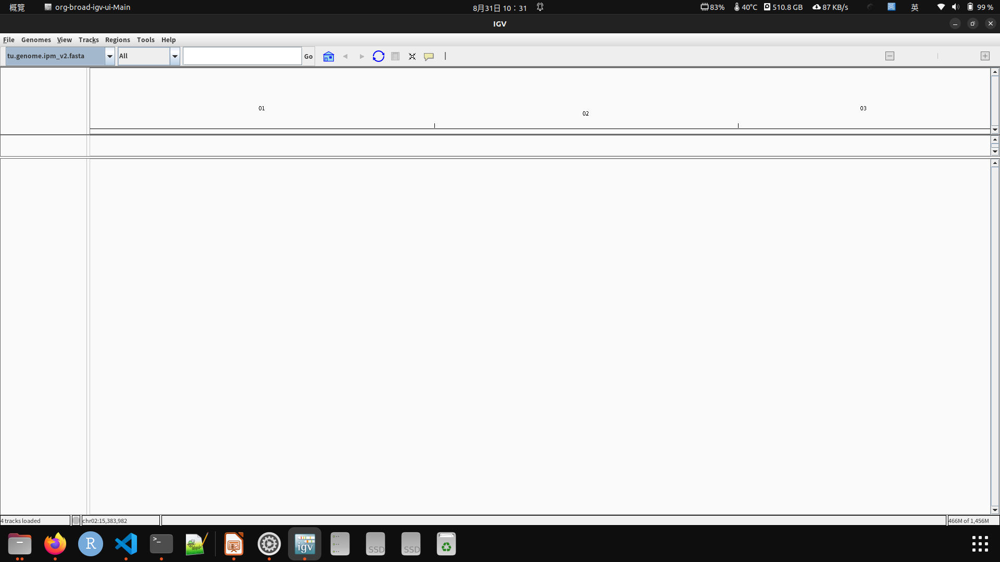 概覽 org-broad-igv-ui-Main 8月31日 10：31 83% 40°C 510.8 GB 87 KB/s 英 英 99 %
IGV
File Genomes View Tracks Regions Tools Help
tu.genome.ipm_v2.fasta All Go
01 02 03
4 tracks loaded chr02:15,383,982 466M of 1,456M
R >_ igv SSD SSD